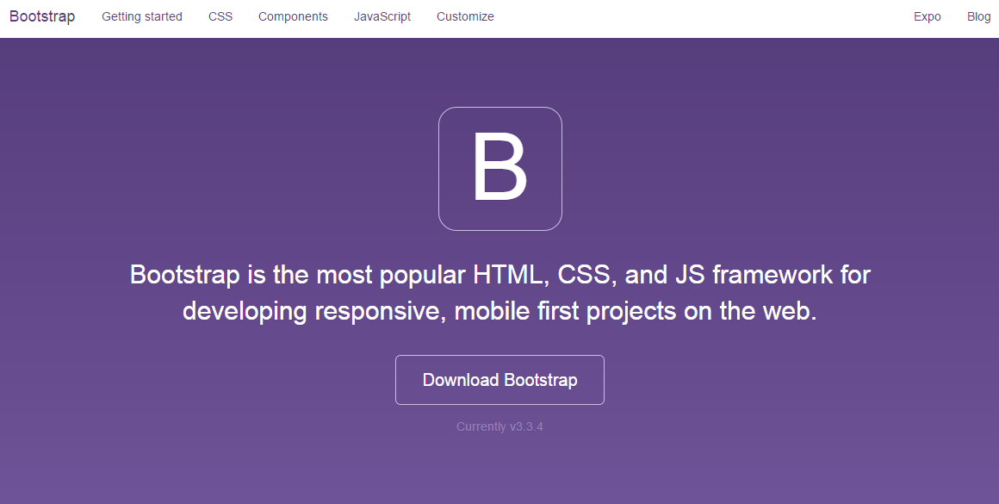 Bootstrap Getting started CSS Components JavaScript Customize Expo Blog
B
Bootstrap is the most popular HTML, CSS, and JS framework for
developing responsive, mobile first projects on the web.
Download Bootstrap
Currently v3.3.4